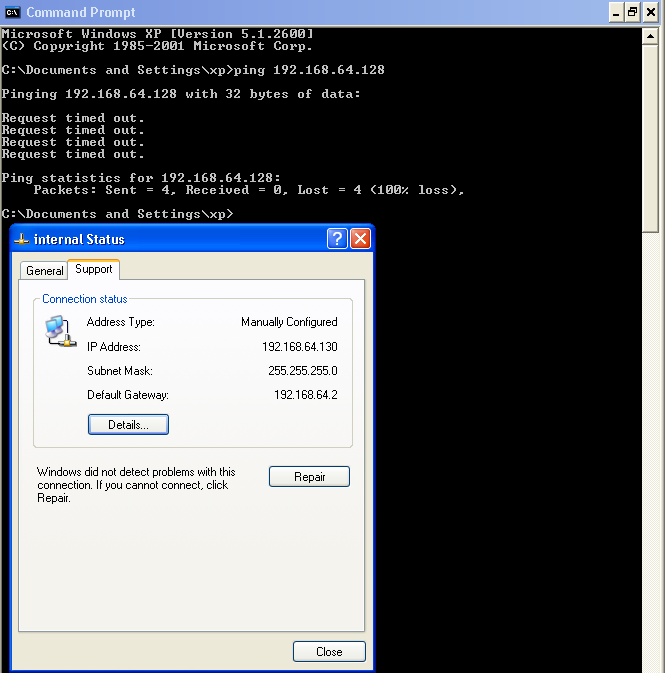 Command Prompt
Microsoft Windows XP [Version 5.1.2600]
(C) Copyright 1985-2001 Microsoft Corp.
C:\Documents and Settings\xp>ping 192.168.64.128
Pinging 192.168.64.128 with 32 bytes of data:
Request timed out.
Request timed out.
Request timed out.
Request timed out.
Ping statistics for 192.168.64.128:
    Packets: Sent = 4, Received = 0, Lost = 4 (100% loss),
C:\Documents and Settings\xp>
internal Status
General Support
Connection status
Address Type: Manually Configured
IP Address: 192.168.64.130
Subnet Mask: 255.255.255.0
Default Gateway: 192.168.64.2
Details...
Windows did not detect problems with this
connection. If you cannot connect, click
Repair.
Repair
Close